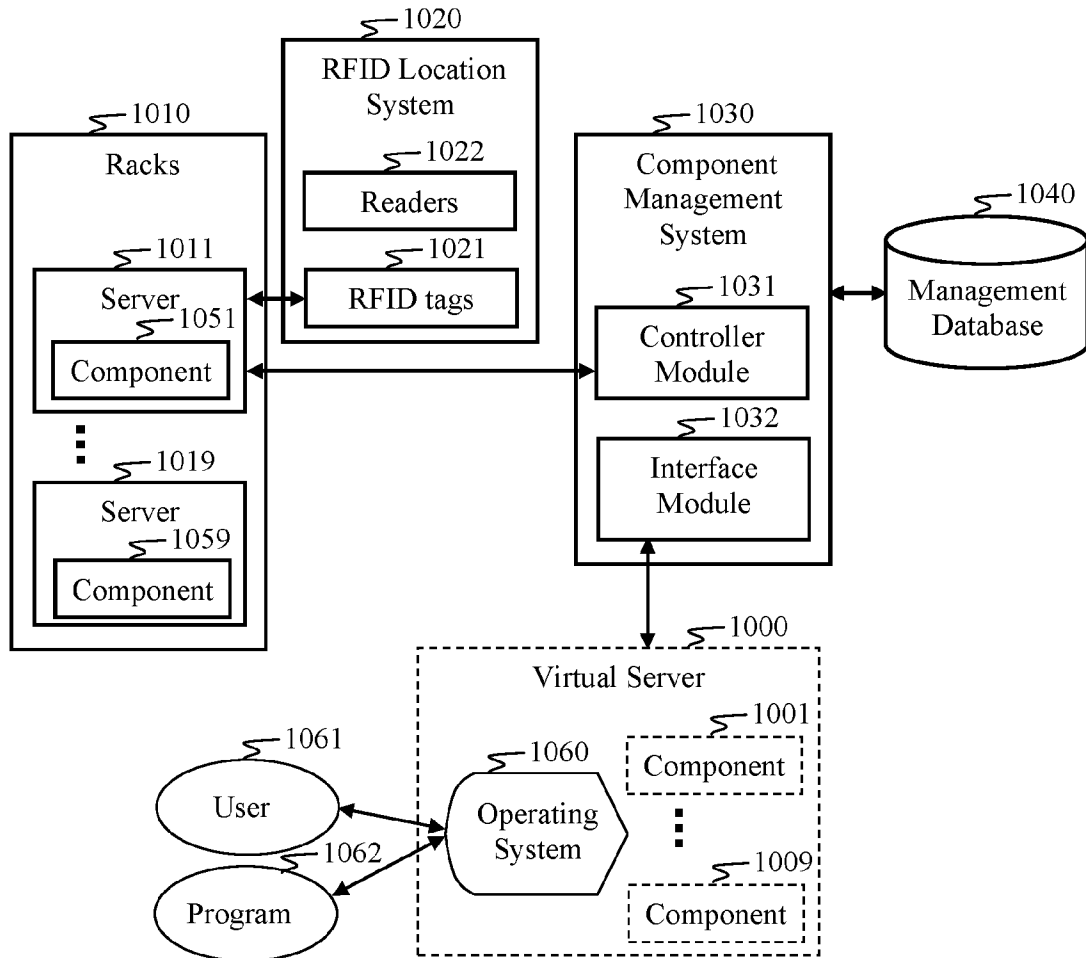 1020
RFID Location
System
1022
Readers
1021
RFID tags
1010
Racks
1011
Server
1051
Component
1019
Server
1059
Component
1030
Component
Management
System
1031
Controller
Module
1032
Interface
Module
1040
Management
Database
1000
Virtual Server
1001
Component
1009
Component
1060
Operating
System
1061
User
1062
Program